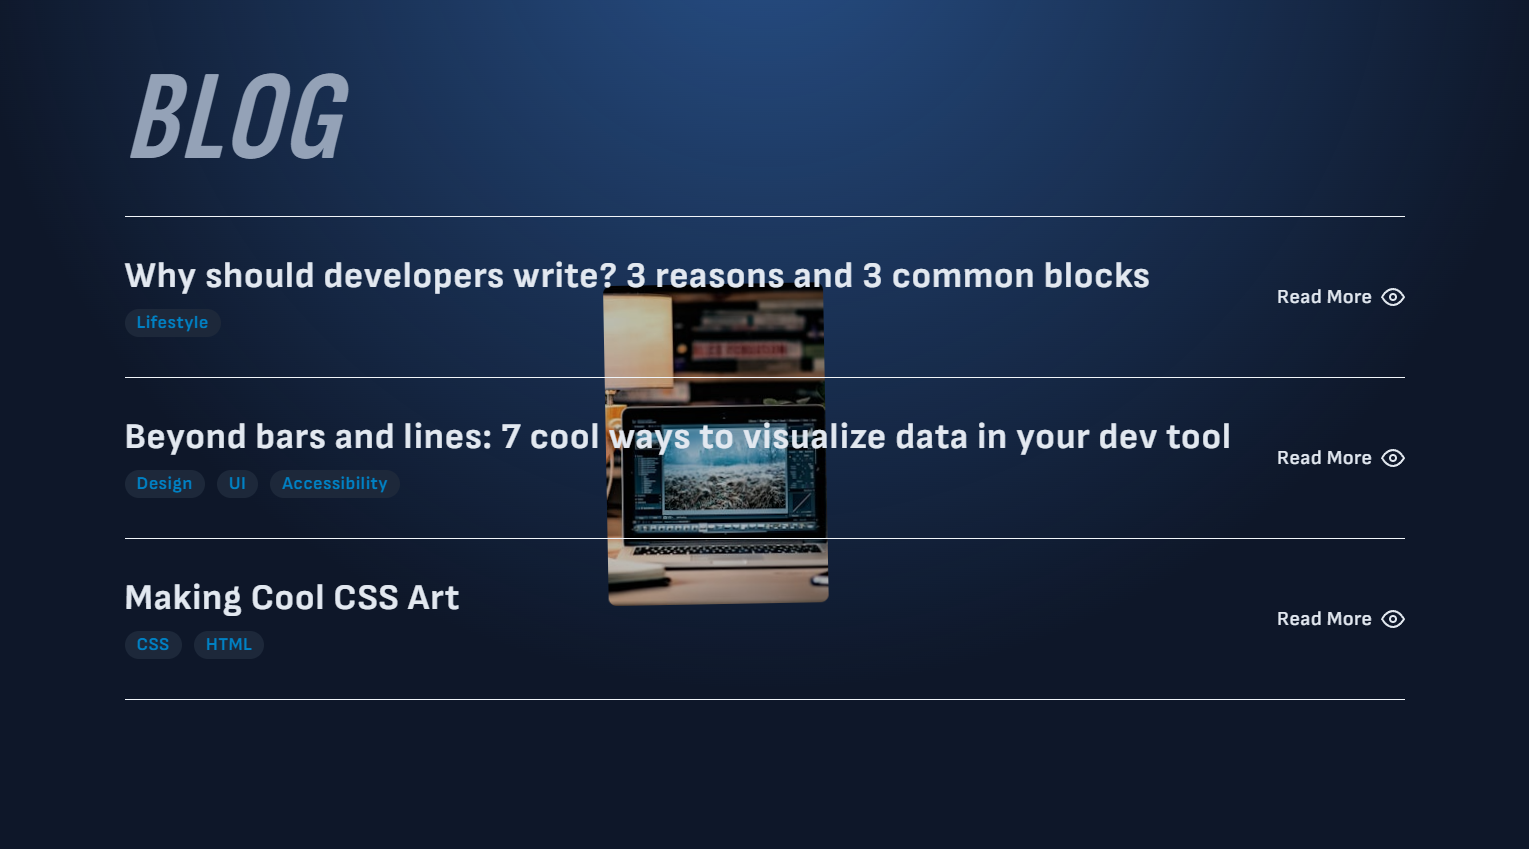 BLOG
Why should developers write? 3 reasons and 3 common blocks
Read More
Lifestyle
Beyond bars and lines: 7 cool ways to visualize data in your dev tool
Read More
Design UI Accessibility
Making Cool CSS Art
Read More
CSS HTML